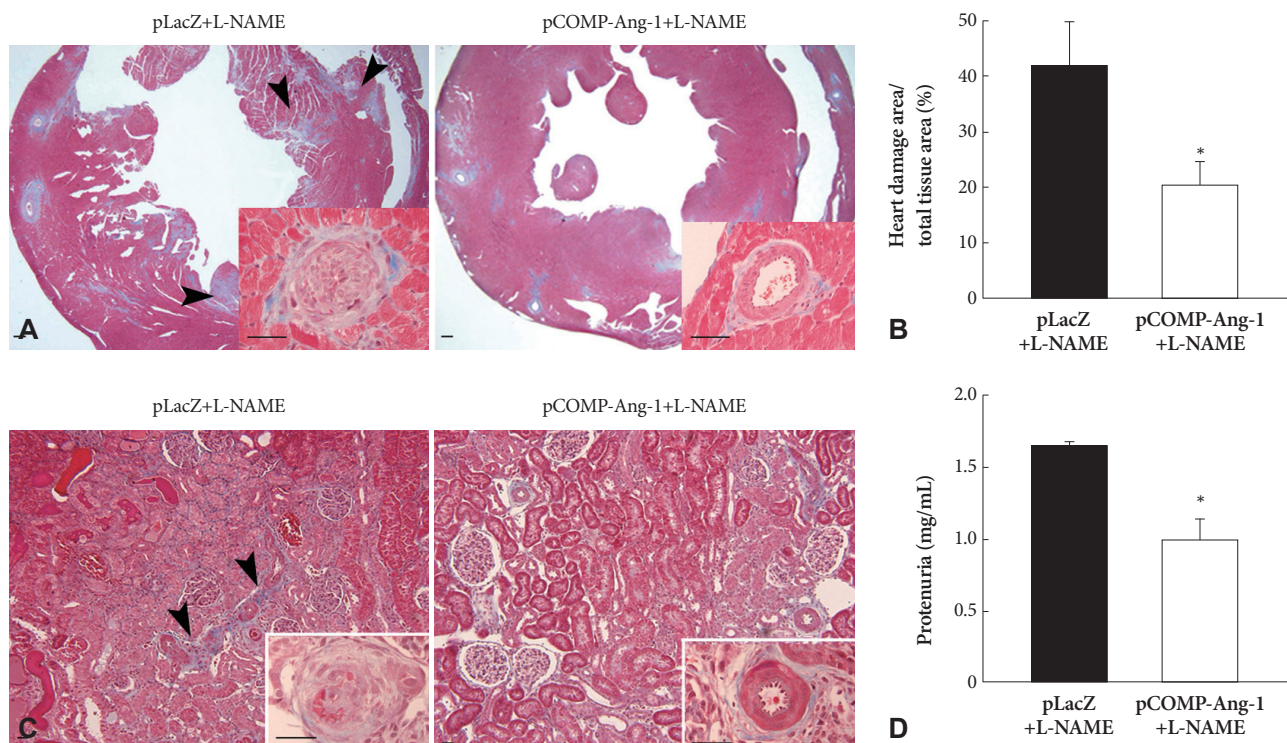 pLacZ+L-NAME
pCOMP-Ang-1+L-NAME
A
Heart damage area/
total tissue area (%)
50
40
50
20
10
0
*
pLacZ
+L-NAME
pCOMP-Ang-1
+L-NAME
B
pLacZ+L-NAME
pCOMP-Ang-1+L-NAME
C
Protenuria (mg/mL)
2.0
1.5
1.0
0.5
0
*
pLacZ
+L-NAME
pCOMP-Ang-1
+L-NAME
D